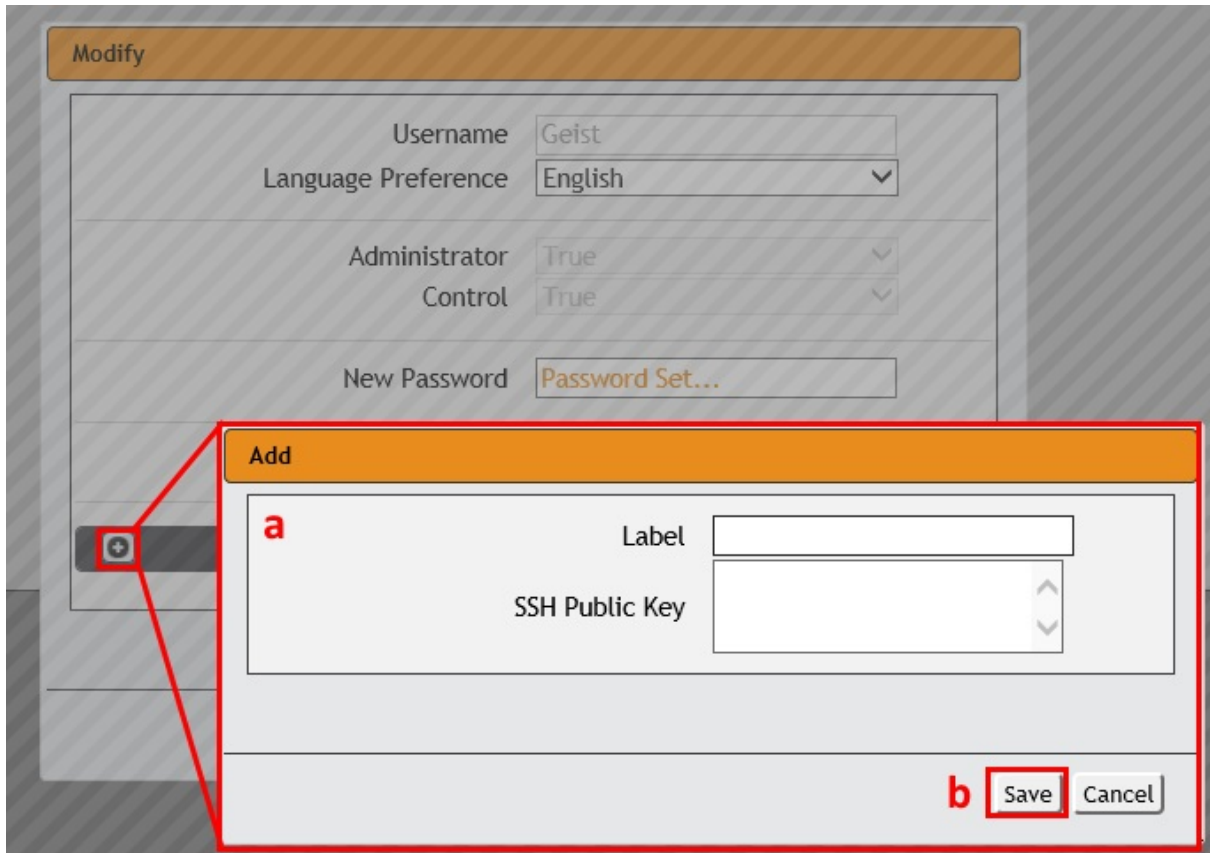 Modify
Username Geist
Language Preference English
Administrator True
Control True
New Password Password Set...
Add
a
Label
SSH Public Key
b Save Cancel